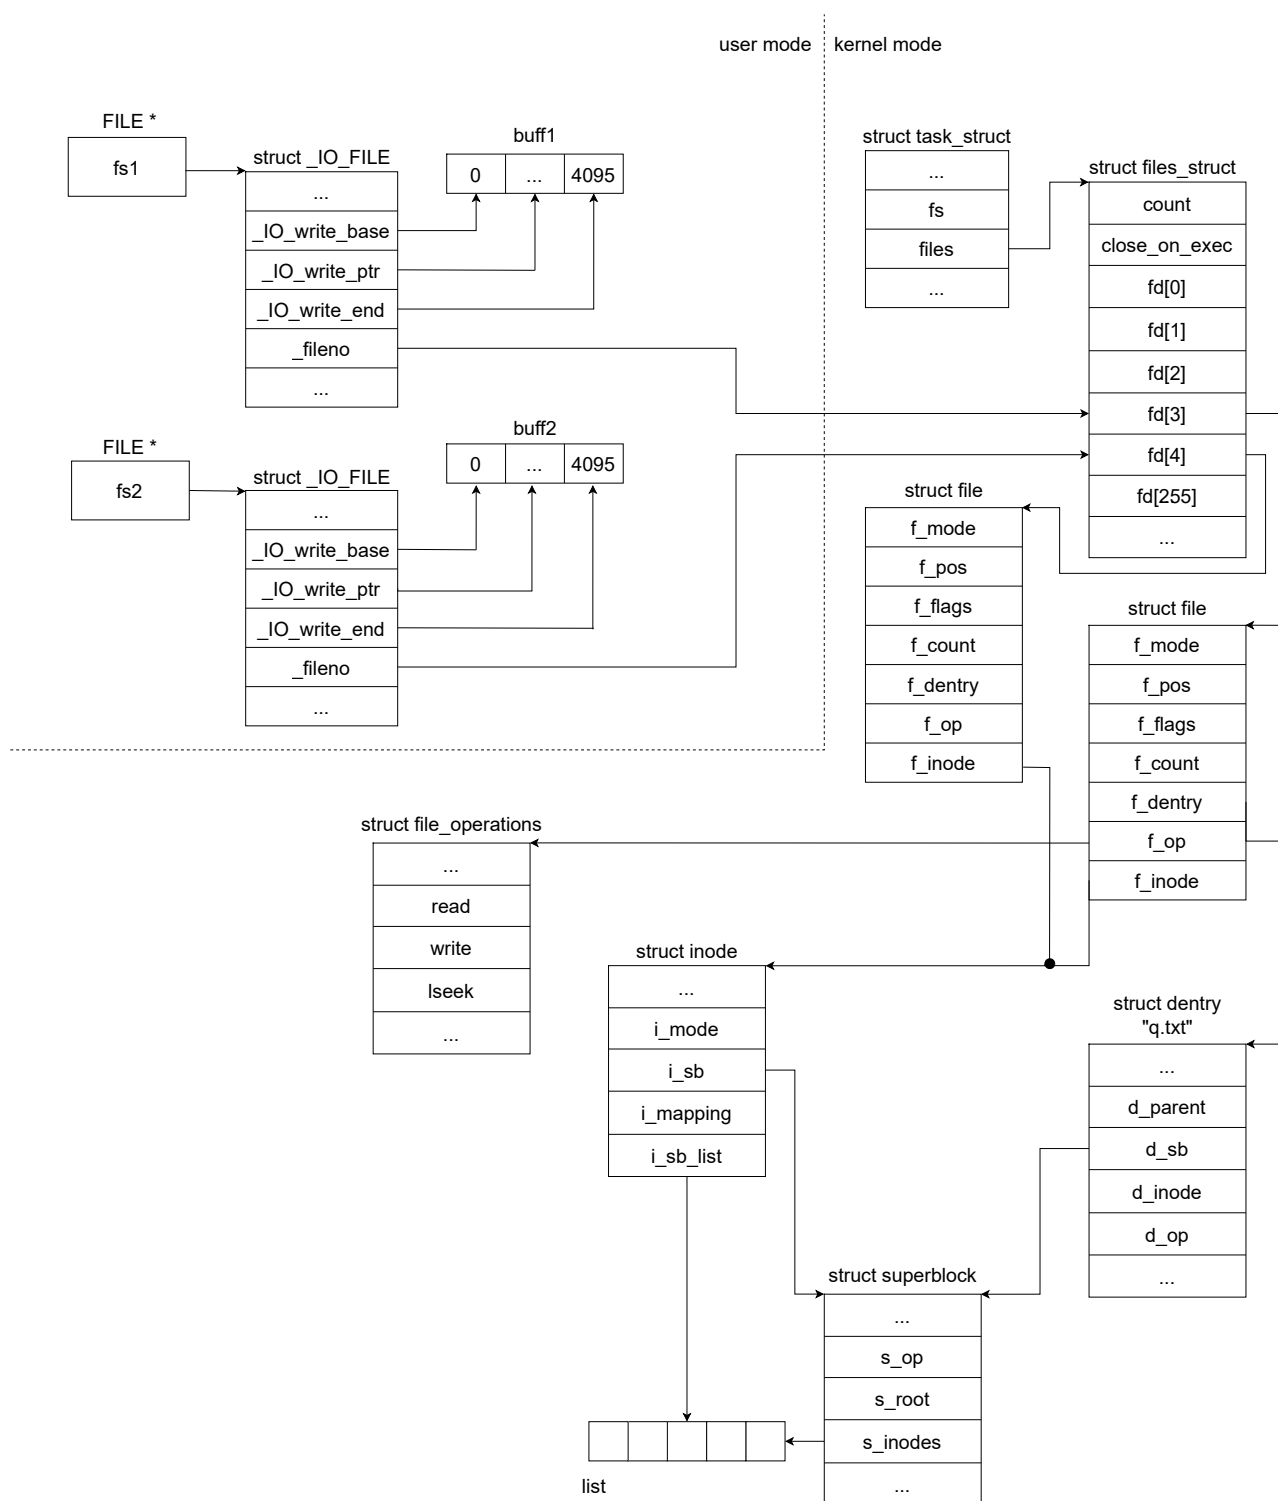 user mode
kernel mode
FILE *
fs1
struct _IO_FILE
...
_IO_write_base
_IO_write_ptr
_IO_write_end
_fileno
...
buff1
0
...
4095
FILE *
fs2
struct _IO_FILE
...
_IO_write_base
_IO_write_ptr
_IO_write_end
_fileno
...
buff2
0
...
4095
struct task_struct
...
fs
files
...
struct files_struct
count
close_on_exec
fd[0]
fd[1]
fd[2]
fd[3]
fd[4]
fd[255]
...
struct file
f_mode
f_pos
f_flags
f_count
f_dentry
f_op
f_inode
struct file
f_mode
f_pos
f_flags
f_count
f_dentry
f_op
f_inode
struct file_operations
...
read
write
lseek
...
struct inode
...
i_mode
i_sb
i_mapping
i_sb_list
struct dentry
"q.txt"
...
d_parent
d_sb
d_inode
d_op
...
struct superblock
...
s_op
s_root
s_inodes
...
list